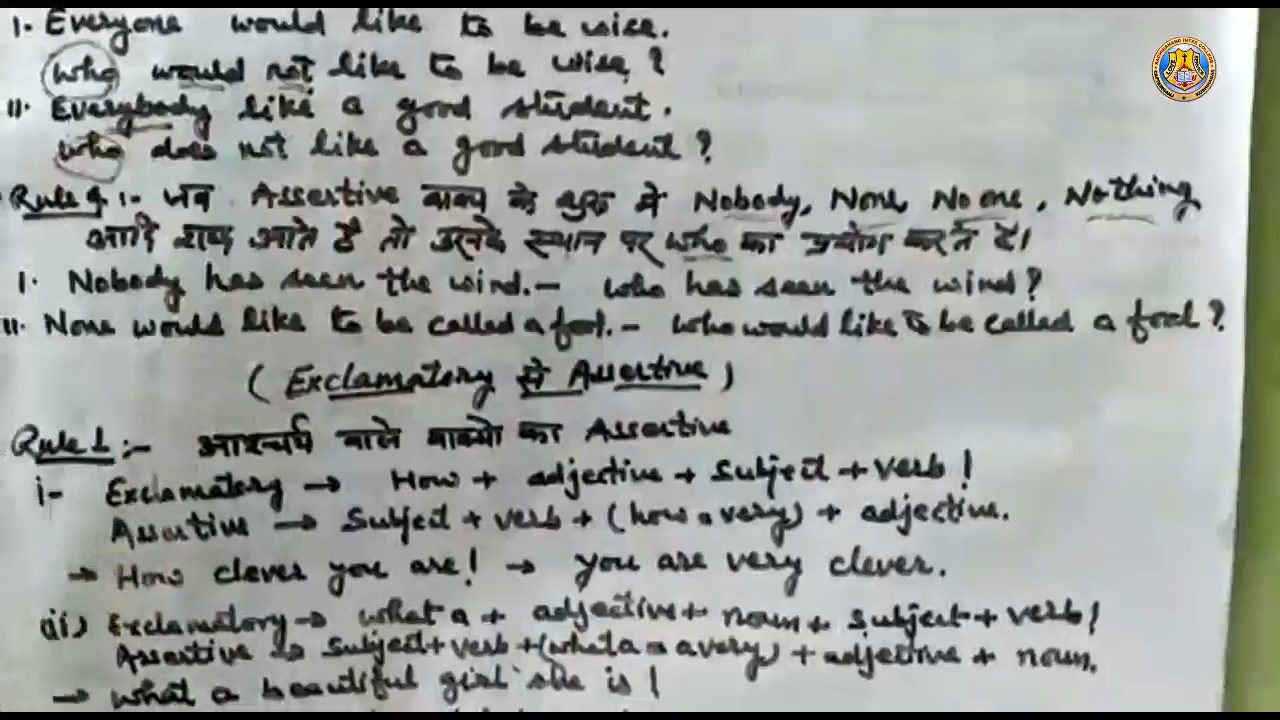 I. Everyone would like to be wise.
Who would not like to be wise?
II. Everybody like a good student.
who does not like a good student?
Rule 4:- जब Assertive वाक्य के शुरु में Nobody, None, No one, Nothing
आदि शब्द आते हैं तो उनके स्थान पर who का प्रयोग करते हैं।
I. Nobody has seen the wind. - who has seen the wind?
II. None would like to be called a fool. - who would like to be called a fool?
(Exclamatory से Assertive)
Rule 1:- आश्चर्य वाले वाक्यो का Assertive
i- Exclamatory → How + adjective + subject + verb!
Assertive → Subject + verb + (how = very) + adjective.
→ How clever you are! → you are very clever.
(ii) Exclamatory → what a + adjective + noun + subject + verb!
Assertive → Subject + verb + (what a = a very) + adjective + noun.
→ what a beautiful girl she is!